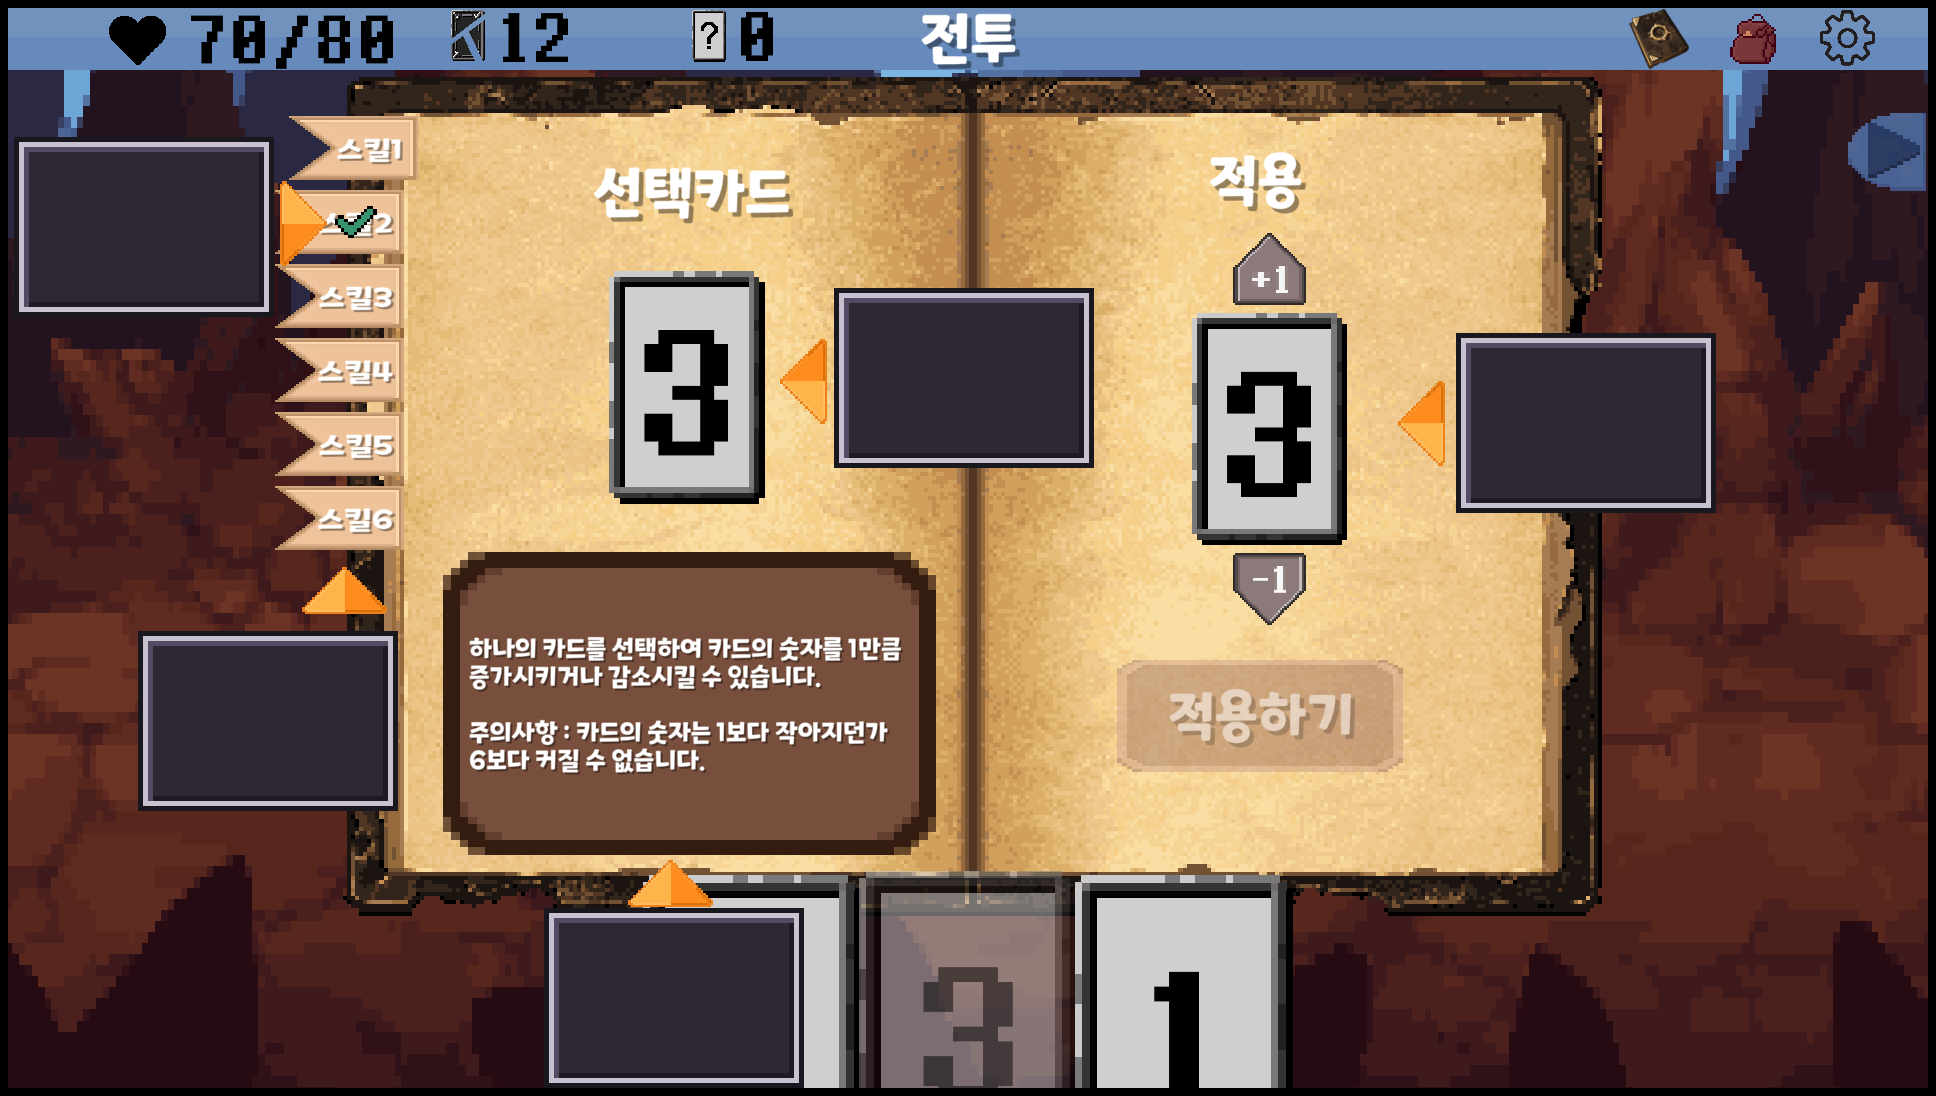 70/80
12
?
0
전투
스킬1
스킬2
스킬3
스킬4
스킬5
스킬6
선택카드
3
하나의 카드를 선택하여 카드의 숫자를 1만큼
증가시키거나 감소시킬 수 있습니다.
주의사항 : 카드의 숫자는 1보다 작아지던가
6보다 커질 수 없습니다.
적용
+1
3
-1
적용하기
3
1